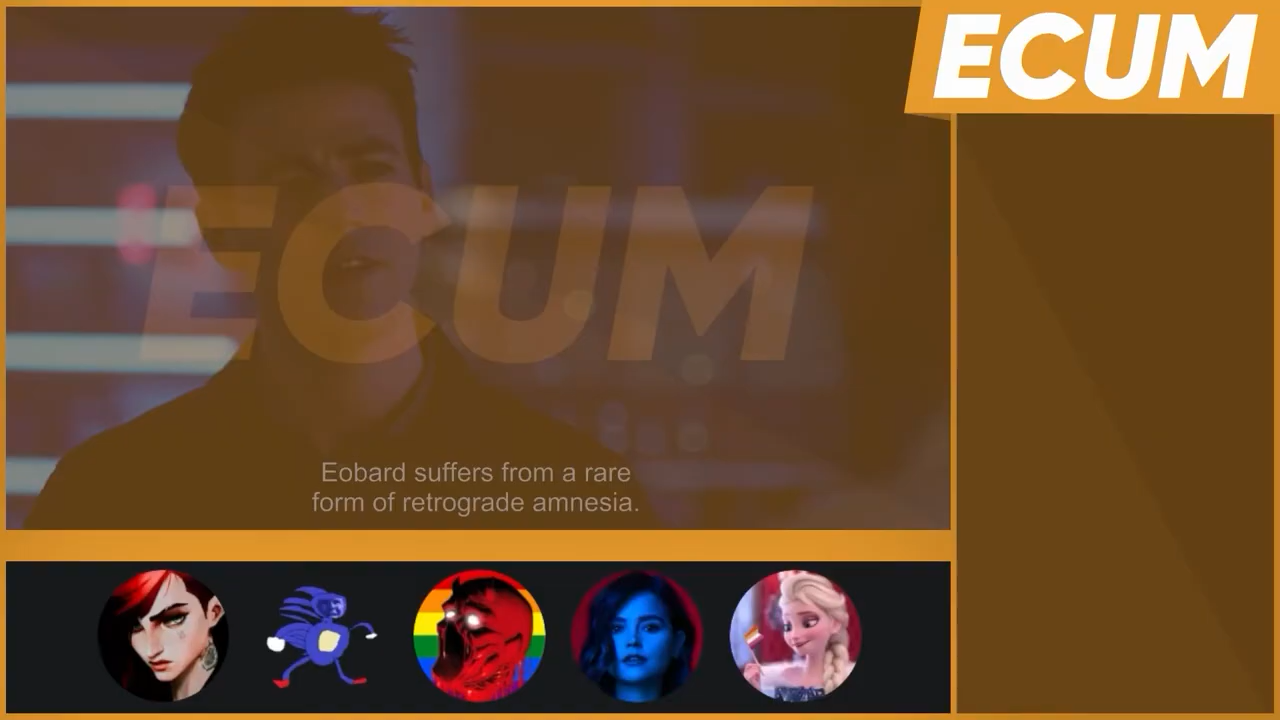 ECUM
ECUM
Eobard suffers from a rare
form of retrograde amnesia.